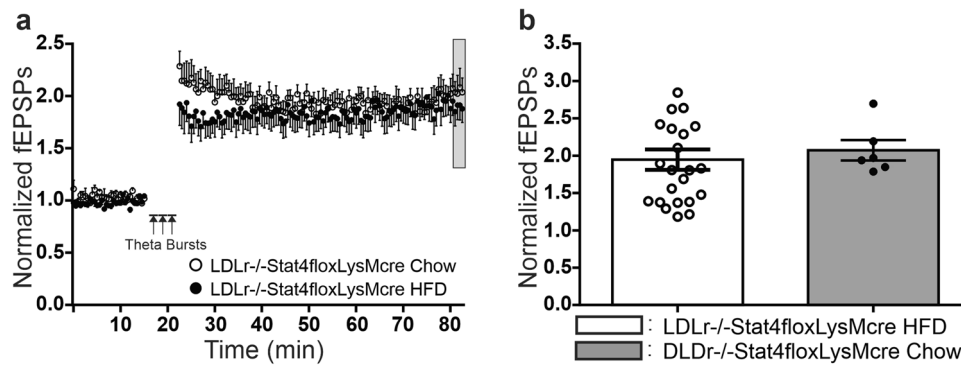 a
Normalized fEPSPs
2.5
2.0
1.5
1.0
0.5
0.0
Theta Bursts
LDLr-/-Stat4floxLysMcre Chow
LDLr-/-Stat4floxLysMcre HFD
10 20 30 40 50 60 70 80
Time (min)
b
Normalized fEPSPs
3.5
3.0
2.5
2.0
1.5
1.0
0.5
0.0
: LDLr-/-Stat4floxLysMcre HFD
: DLDr-/-Stat4floxLysMcre Chow